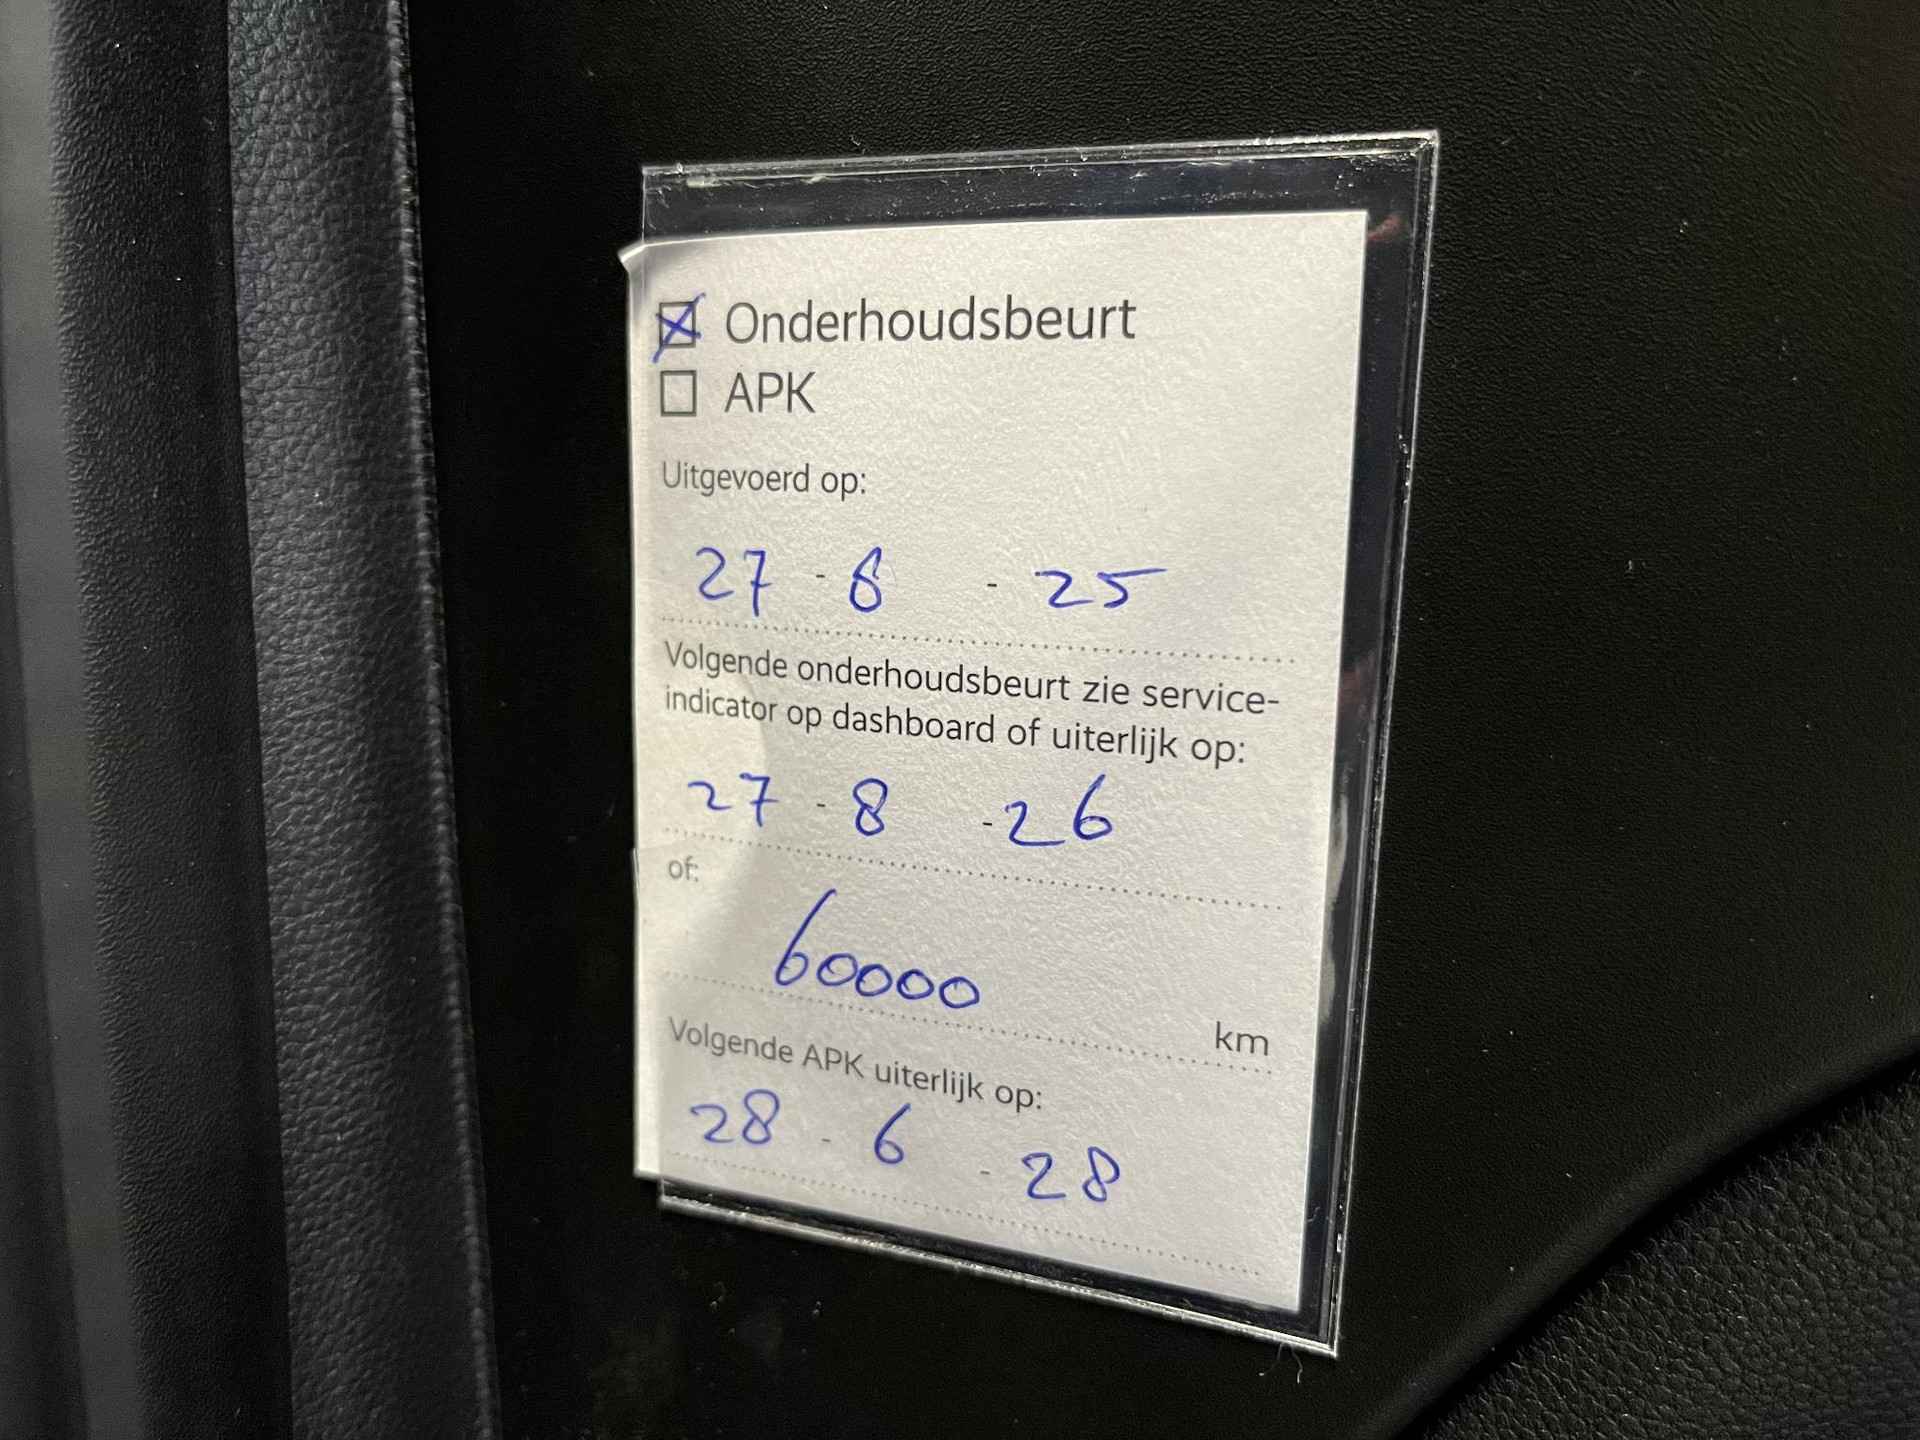 Onderhoudsbeurt
APK
Uitgevoerd op:
27 - 8 - 25
Volgende onderhoudsbeurt zie service-
indicator op dashboard of uiterlijk op:
27 - 8 - 26
of:
60000 km
Volgende APK uiterlijk op:
28 - 6 - 28